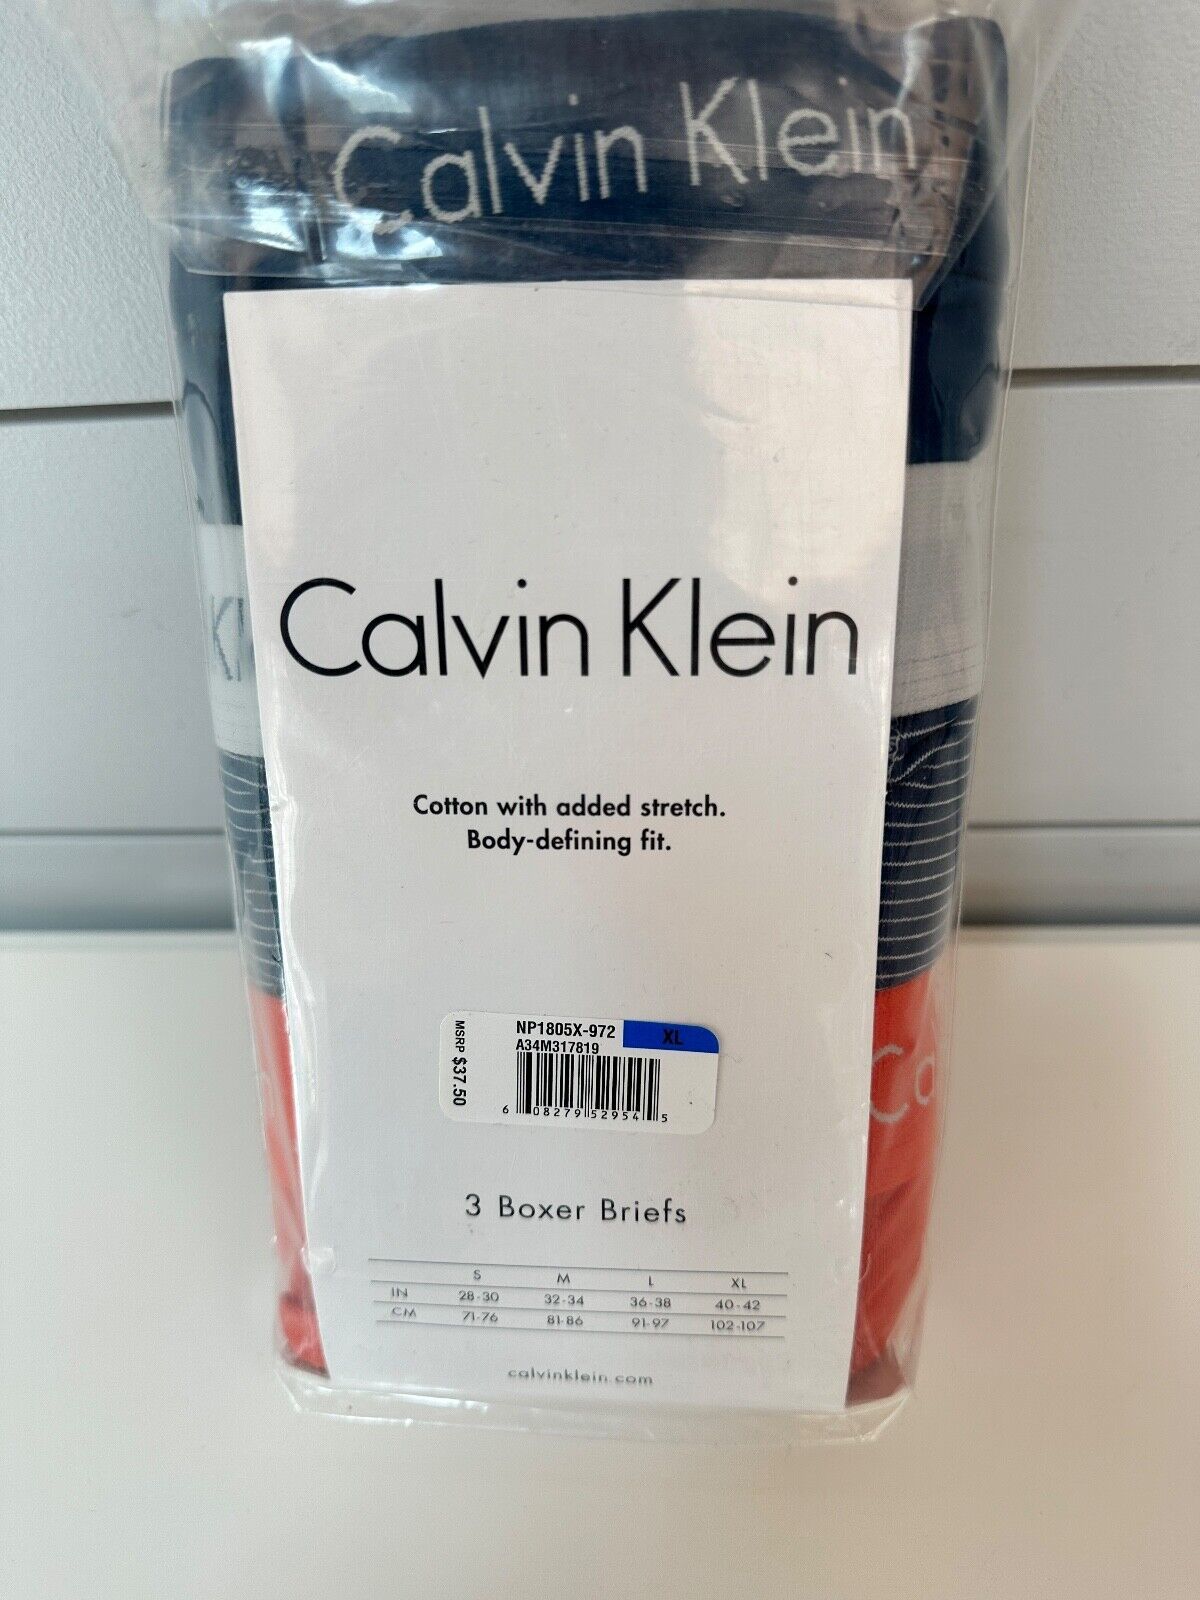 Calvin Klein
Kl
Calvin Klein
Cotton with added stretch.
Body-defining fit.
MSRP $37.50
NP1805X-972 XL
A34M317819
6 08279 52954 5
Ca
3 Boxer Briefs
S M L XL
IN 28-30 32-34 36-38 40-42
CM 71-76 81-86 91-97 102-107
calvinklein.com